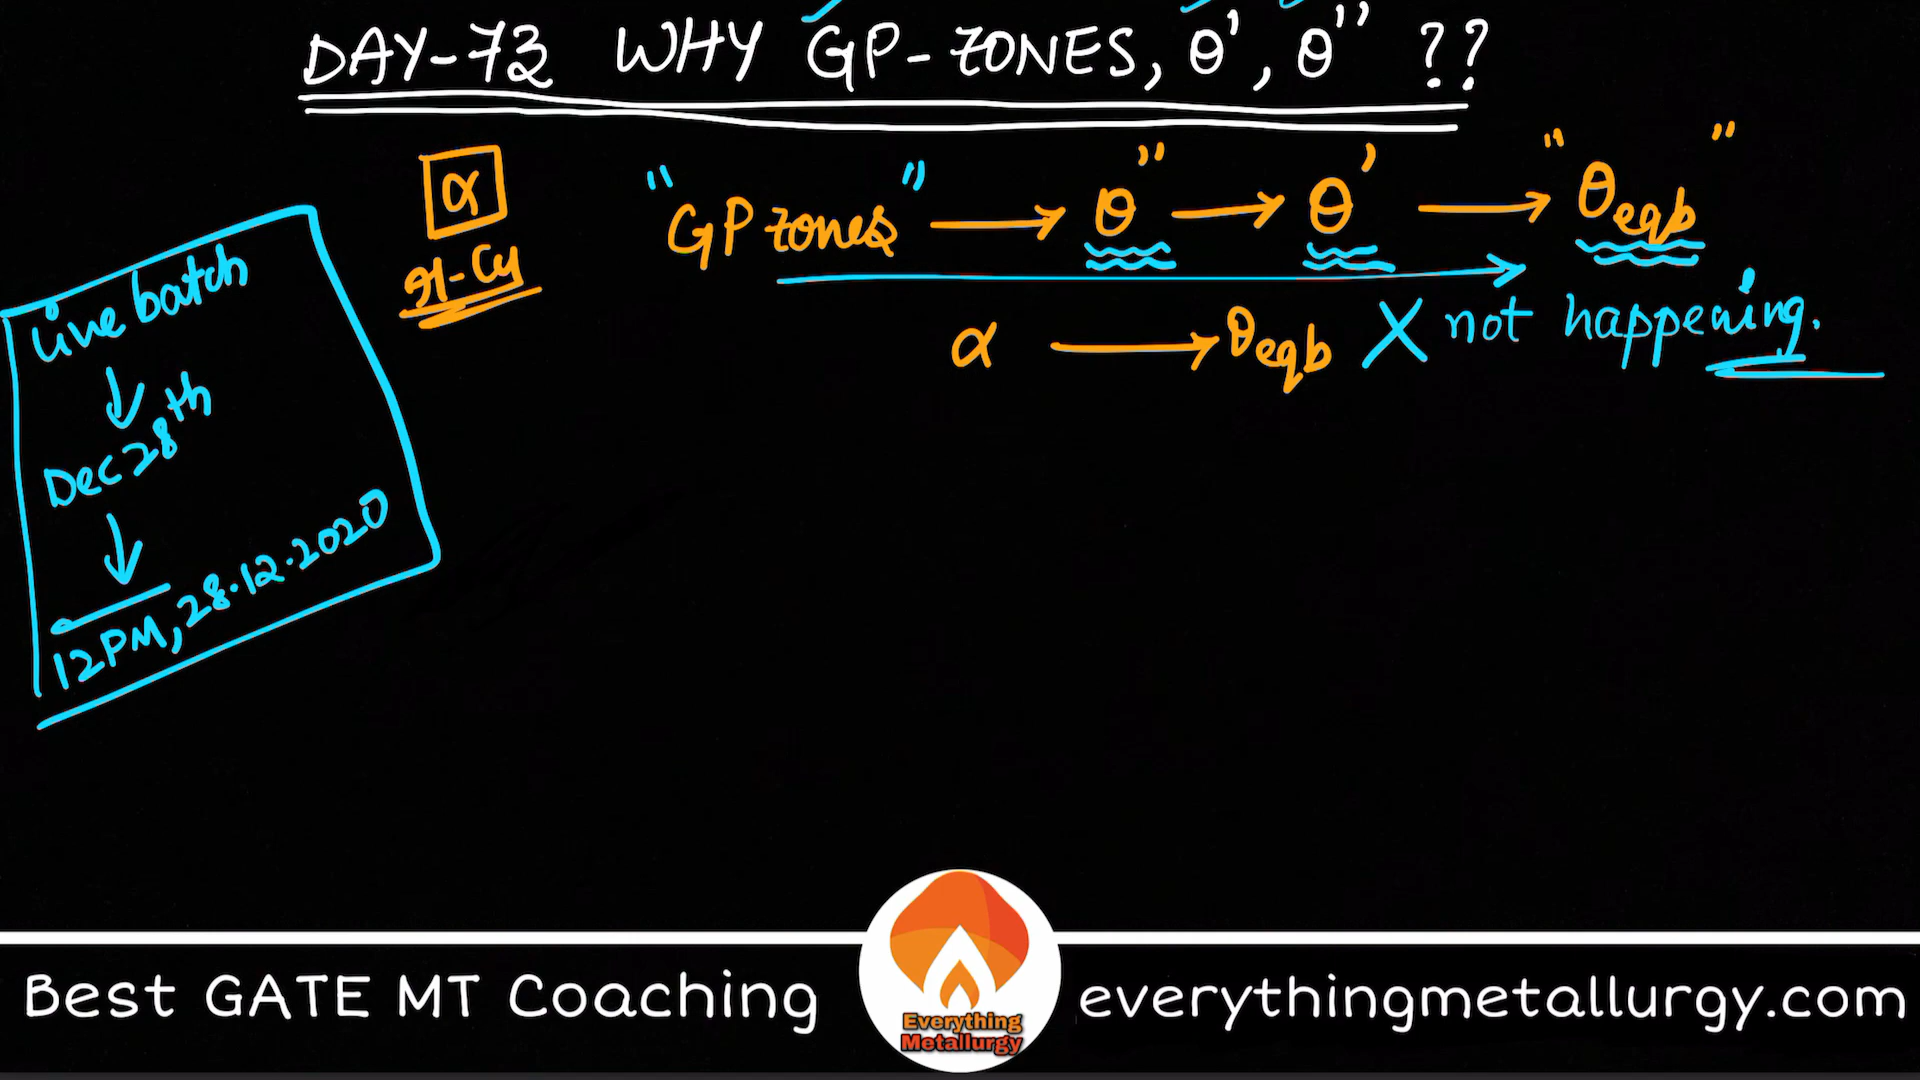 DAY-72 WHY GP-ZONES, θ', θ'' ??
α
Al-Cu
"GP zones" → θ'' → θ' → "θeqb"
α → θeqb X not happening.
Live batch
↓
Dec 28th
↓
12PM, 28.12.2020
Best GATE MT Coaching
Everything
Metallurgy
everythingmetallurgy.com